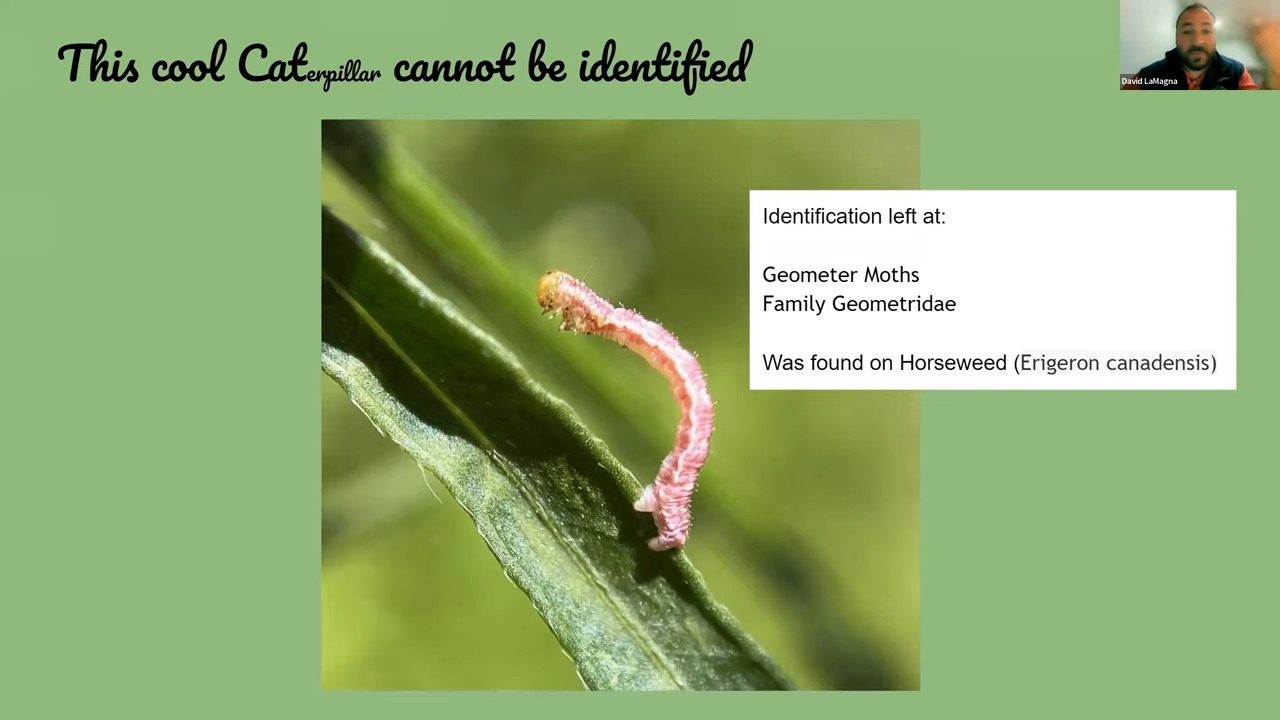 This cool Caterpillar cannot be identified
David LaMagna
Identification left at:
Geometer Moths
Family Geometridae
Was found on Horseweed (Erigeron canadensis)